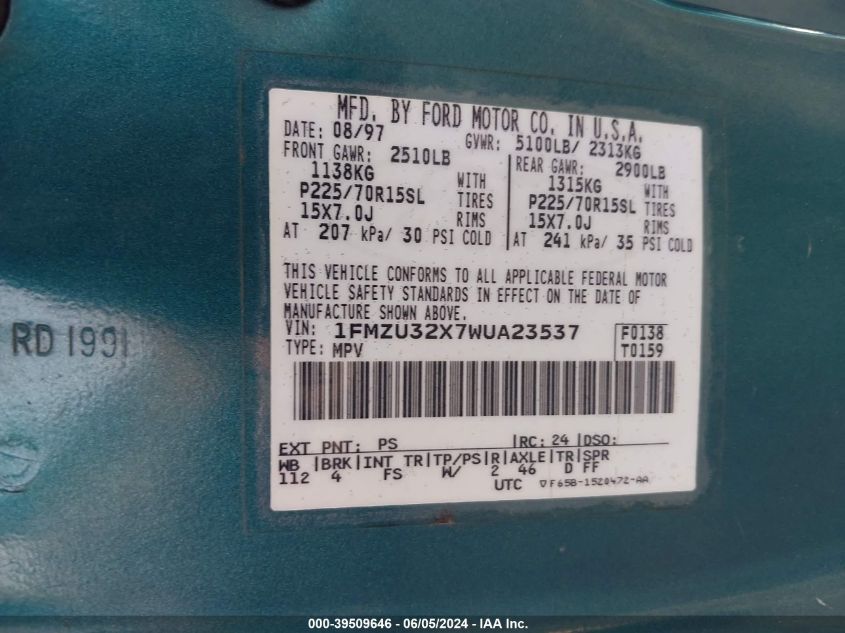 MFD. BY FORD MOTOR CO. IN U.S.A.
DATE: 08/97 GVWR: 5100LB/ 2313KG
FRONT GAWR: 2510LB REAR GAWR: 2900LB
1138KG WITH 1315KG WITH
P225/70R15SL TIRES P225/70R15SL TIRES
15X7.0J RIMS 15X7.0J RIMS
AT 207 kPa/ 30 PSI COLD AT 241 kPa/ 35 PSI COLD
THIS VEHICLE CONFORMS TO ALL APPLICABLE FEDERAL MOTOR
VEHICLE SAFETY STANDARDS IN EFFECT ON THE DATE OF
MANUFACTURE SHOWN ABOVE.
VIN: 1FMZU32X7WUA23537 F0138
TYPE: MPV T0159
RD 1991
EXT PNT: PS RC: 24 DSO:
WB BRK INT TR TP/PS R AXLE TR SPR
112 4 FS W/ 2 46 D FF
UTC ▽F65B-1520472-AA
000-39509646 - 06/05/2024 - IAA Inc.